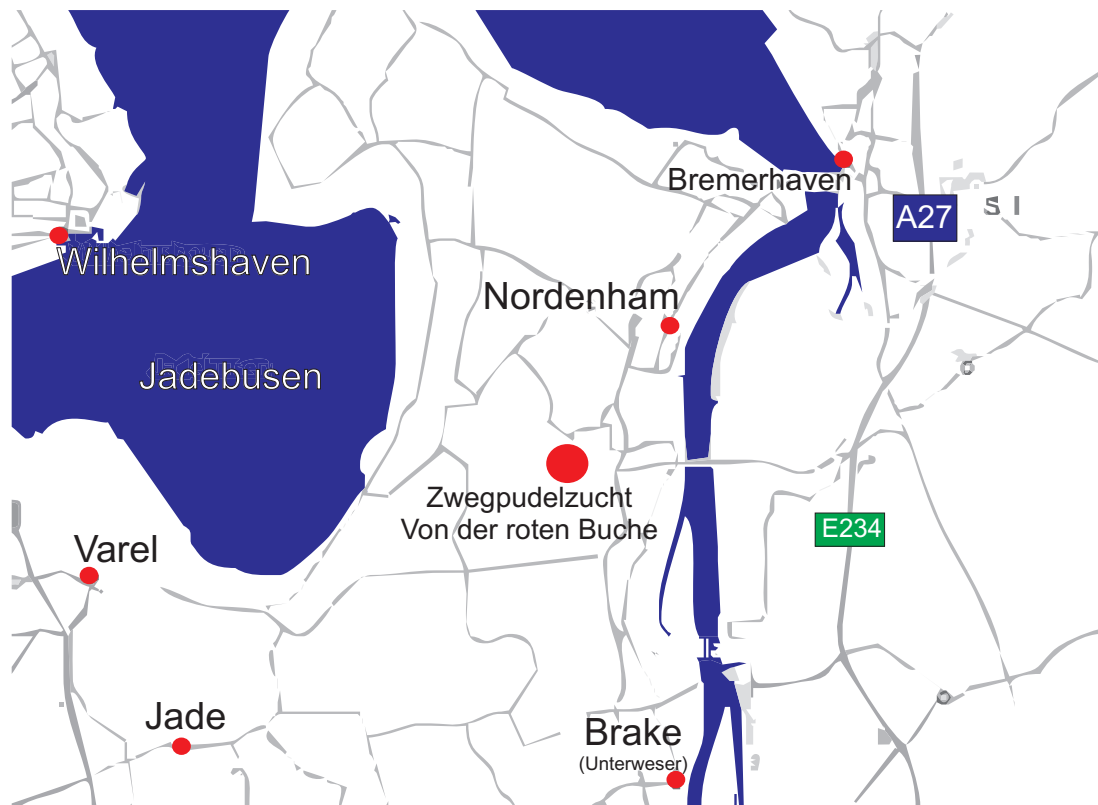 Bremerhaven
A27
S I
Wilhelmshaven
Nordenham
Jadebusen
Zwegpudelzucht
Von der roten Buche
E234
Varel
Jade
Brake
(Unterweser)